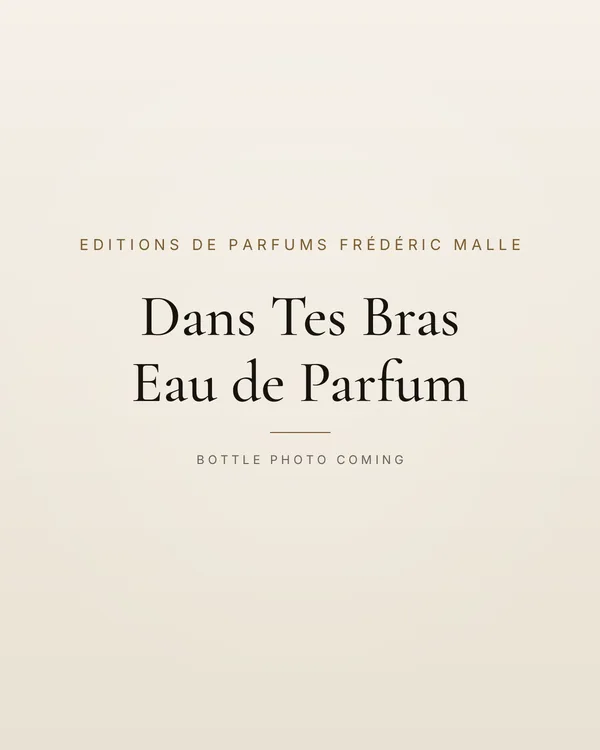 EDITIONS DE PARFUMS FRÉDÉRIC MALLE
Dans Tes Bras
Eau de Parfum
BOTTLE PHOTO COMING